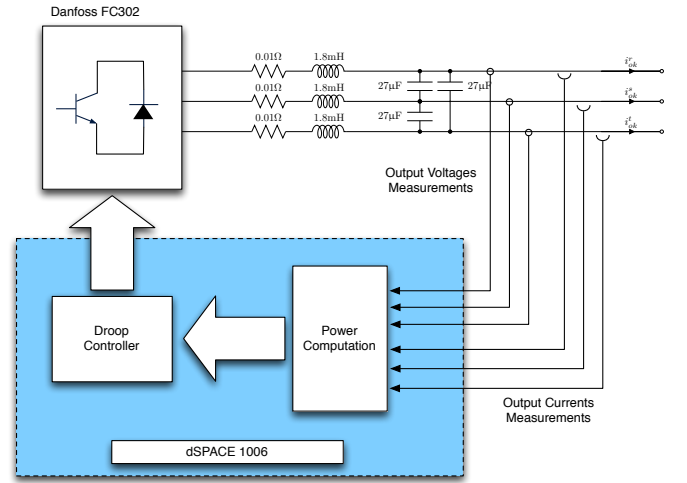 Danfoss FC302
0.01Ω 1.8mH
0.01Ω 1.8mH
0.01Ω 1.8mH
27μF 27μF
27μF
i^r_ok
i^s_ok
i^t_ok
Output Voltages
Measurements
Droop
Controller
Power
Computation
Output Currents
Measurements
dSPACE 1006